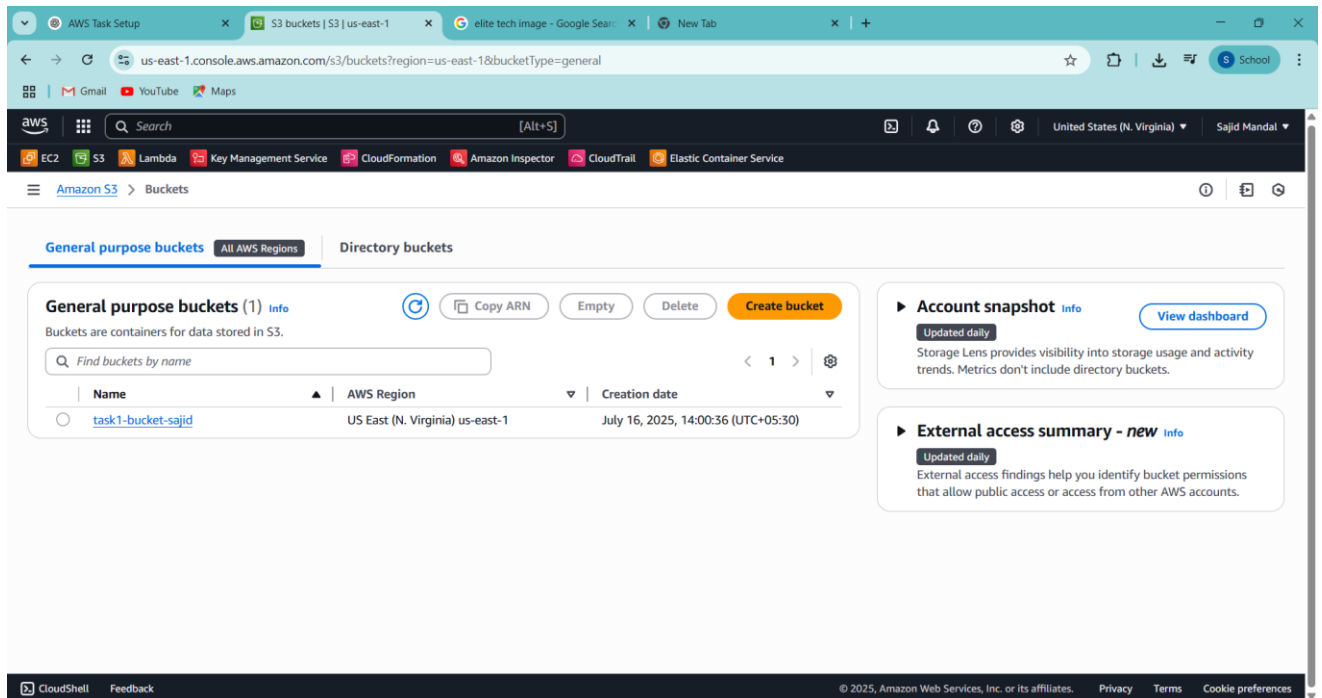 AWS Task Setup
S3 buckets | S3 | us-east-1
elite tech image - Google Searc
New Tab
us-east-1.console.aws.amazon.com/s3/buckets?region=us-east-1&bucketType=general
S School
Gmail YouTube Maps
aws Search [Alt+S] United States (N. Virginia) Sajid Mandal
EC2 S3 Lambda Key Management Service CloudFormation Amazon Inspector CloudTrail Elastic Container Service
Amazon S3 > Buckets
General purpose buckets All AWS Regions Directory buckets
General purpose buckets (1) Info Copy ARN Empty Delete Create bucket
Buckets are containers for data stored in S3.
Find buckets by name
< 1 >
Name AWS Region Creation date
task1-bucket-sajid US East (N. Virginia) us-east-1 July 16, 2025, 14:00:36 (UTC+05:30)
Account snapshot Info View dashboard
Updated daily
Storage Lens provides visibility into storage usage and activity
trends. Metrics don't include directory buckets.
External access summary - new Info
Updated daily
External access findings help you identify bucket permissions
that allow public access or access from other AWS accounts.
CloudShell Feedback © 2025, Amazon Web Services, Inc. or its affiliates. Privacy Terms Cookie preferences